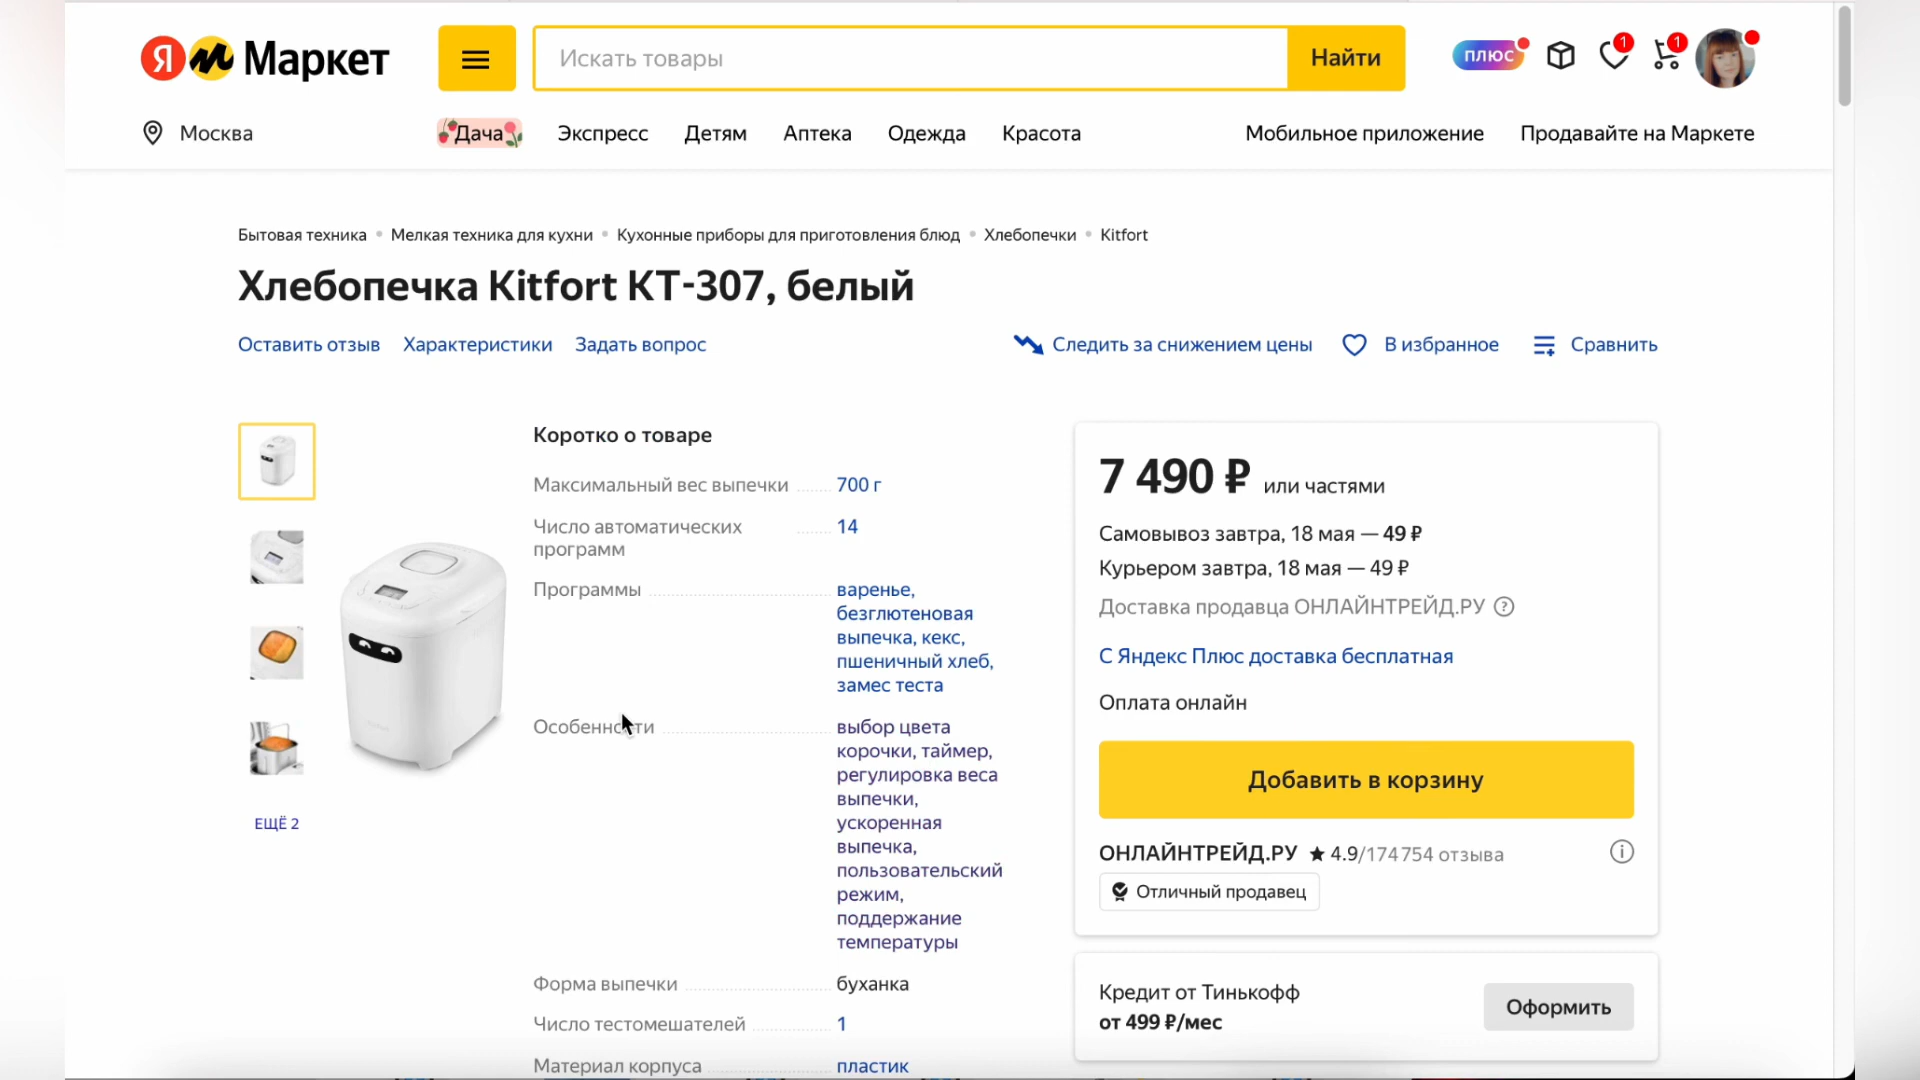 Я Маркет
Искать товары
Найти
плюс
1
1
Москва
Дача
Экспресс
Детям
Аптека
Одежда
Красота
Мобильное приложение
Продавайте на Маркете
Бытовая техника • Мелкая техника для кухни • Кухонные приборы для приготовления блюд • Хлебопечки • Kitfort
Хлебопечка Kitfort KT-307, белый
Оставить отзыв
Характеристики
Задать вопрос
Следить за снижением цены
В избранное
Сравнить
ЕЩЁ 2
Коротко о товаре
Максимальный вес выпечки 700 г
Число автоматических 14
программ
Программы варенье,
безглютеновая
выпечка, кекс,
пшеничный хлеб,
замес теста
Особенности выбор цвета
корочки, таймер,
регулировка веса
выпечки,
ускоренная
выпечка,
пользовательский
режим,
поддержание
температуры
Форма выпечки буханка
Число тестомешателей 1
Материал корпуса пластик
7 490 ₽ или частями
Самовывоз завтра, 18 мая — 49 ₽
Курьером завтра, 18 мая — 49 ₽
Доставка продавца ОНЛАЙНТРЕЙД.РУ ?
С Яндекс Плюс доставка бесплатная
Оплата онлайн
Добавить в корзину
ОНЛАЙНТРЕЙД.РУ ★ 4.9/174 754 отзыва
Отличный продавец
Кредит от Тинькофф
от 499 ₽/мес
Оформить